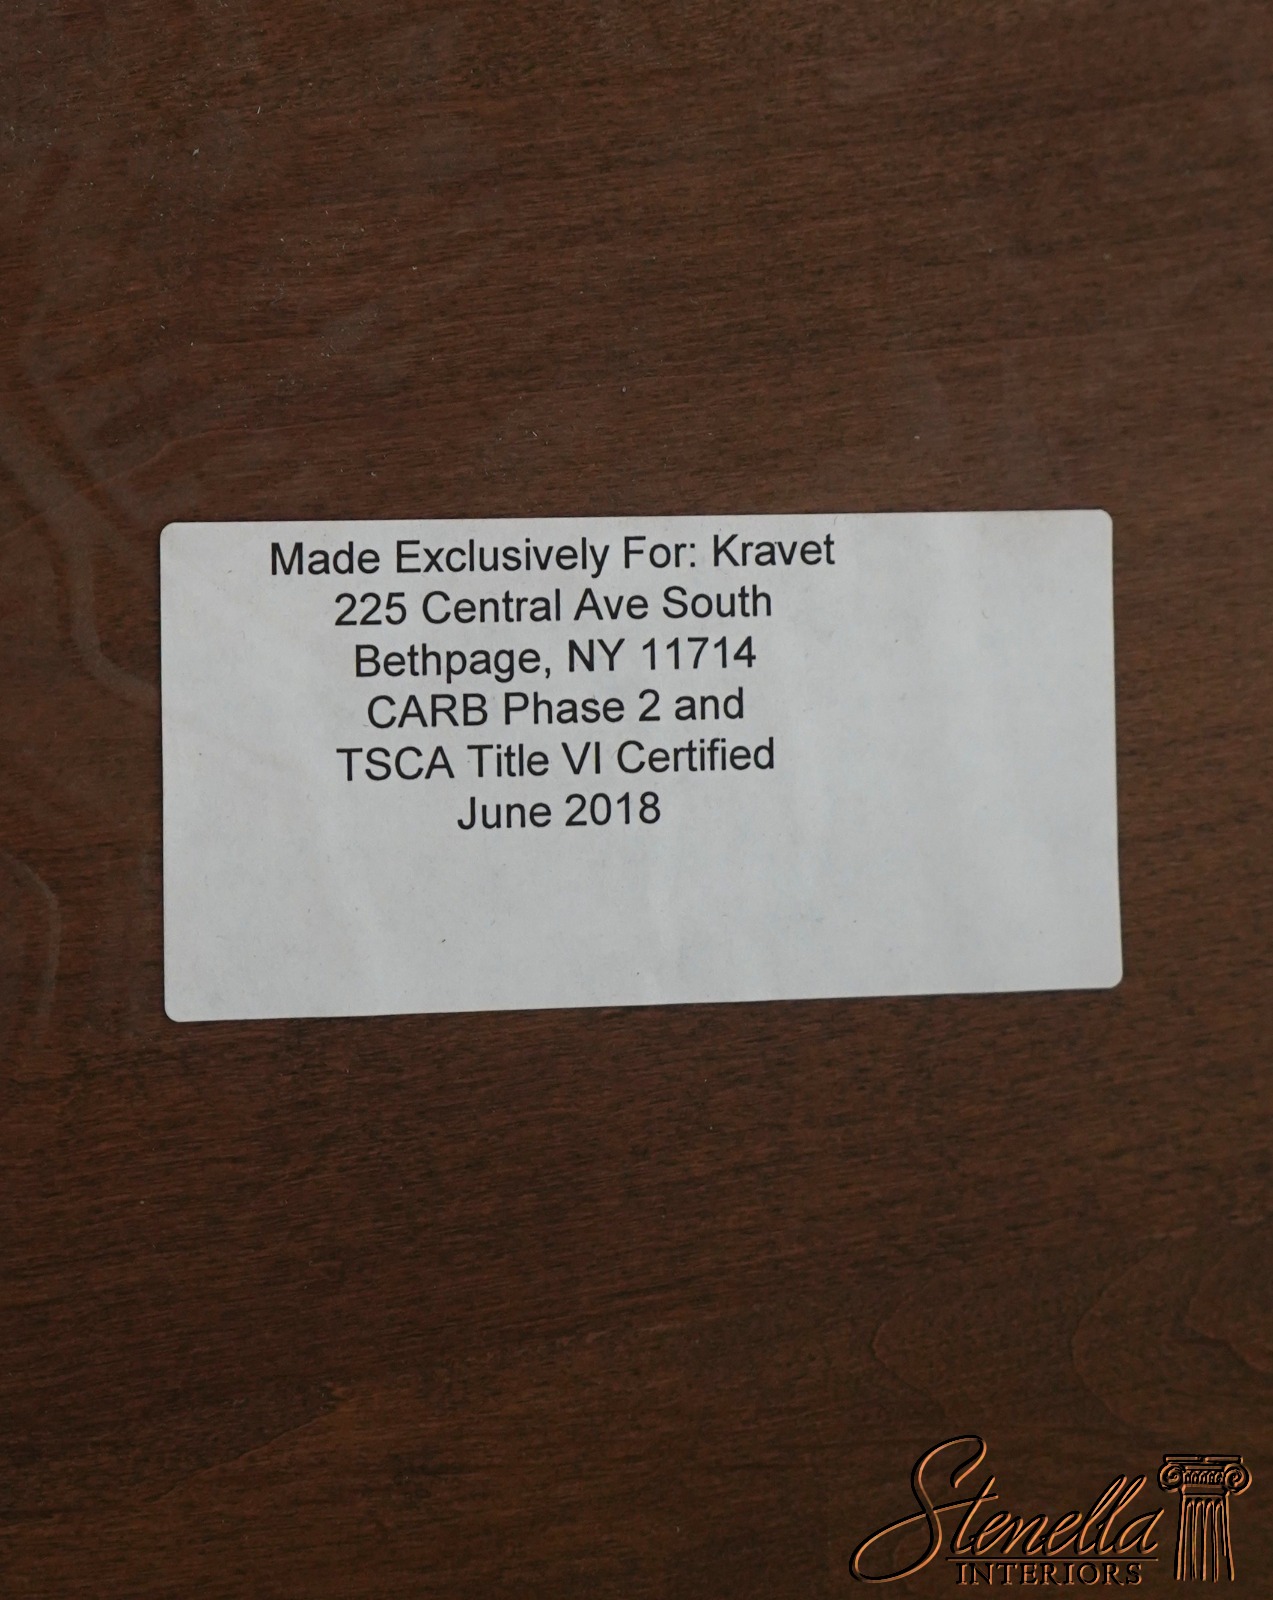 Made Exclusively For: Kravet
225 Central Ave South
Bethpage, NY 11714
CARB Phase 2 and
TSCA Title VI Certified
June 2018
Stenella
INTERIORS